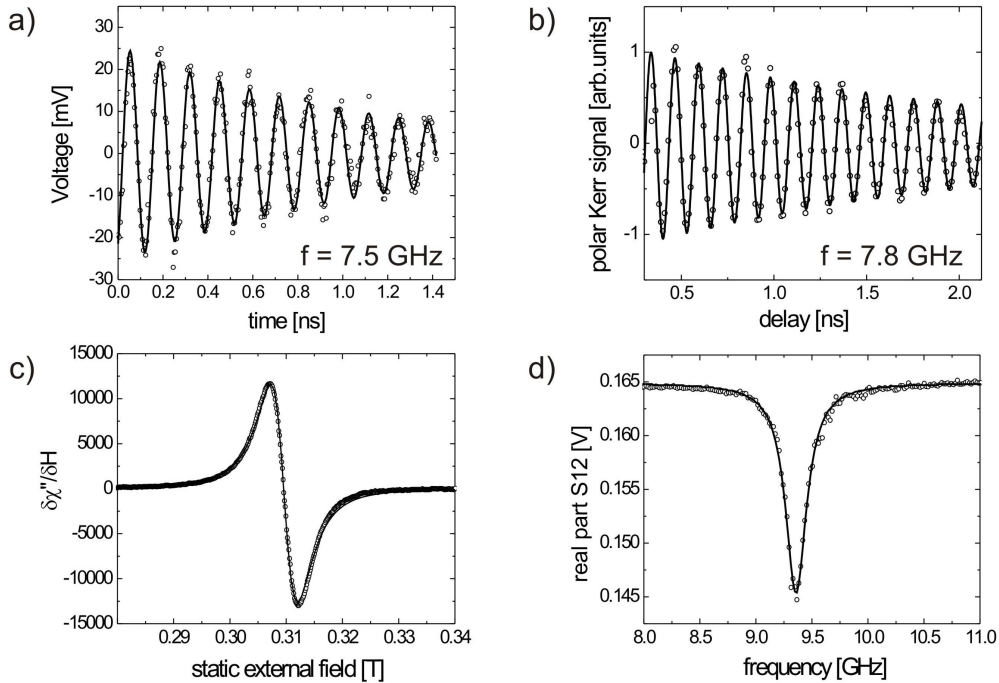 a)
Voltage [mV]
30
20
10
0
-10
-20
-30
0.0 0.2 0.4 0.6 0.8 1.0 1.2 1.4
time [ns]
f = 7.5 GHz
b)
polar Kerr signal [arb.units]
1
0
-1
0.5 1.0 1.5 2.0
delay [ns]
f = 7.8 GHz
c)
δχ"/δH
15000
10000
5000
0
-5000
-10000
-15000
0.29 0.30 0.31 0.32 0.33 0.34
static external field [T]
d)
real part S12 [V]
0.165
0.160
0.155
0.150
0.145
8.0 8.5 9.0 9.5 10.0 10.5 11.0
frequency [GHz]